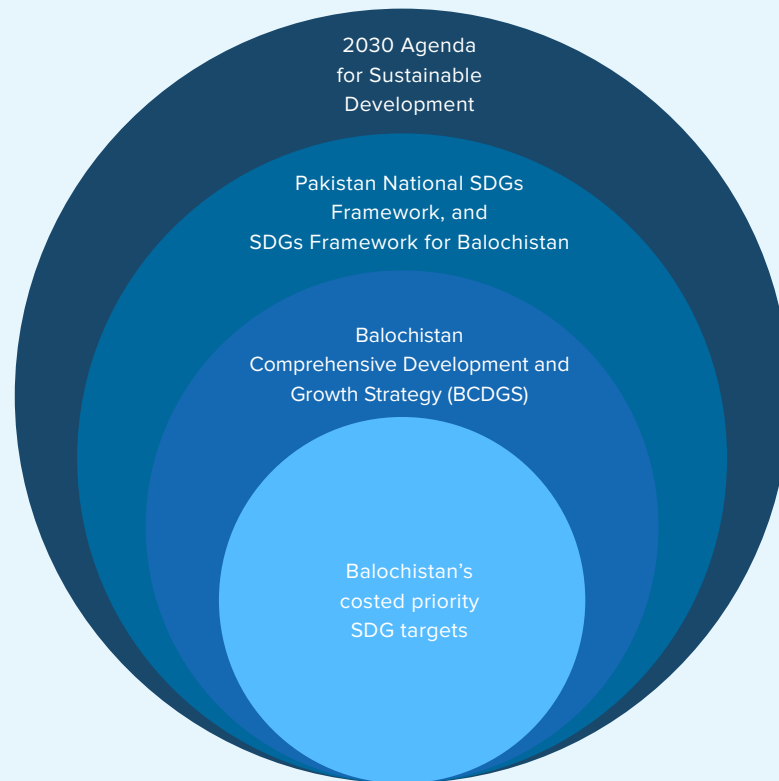 2030 Agenda
for Sustainable
Development
Pakistan National SDGs
Framework, and
SDGs Framework for Balochistan
Balochistan
Comprehensive Development and
Growth Strategy (BCDGS)
Balochistan’s
costed priority
SDG targets